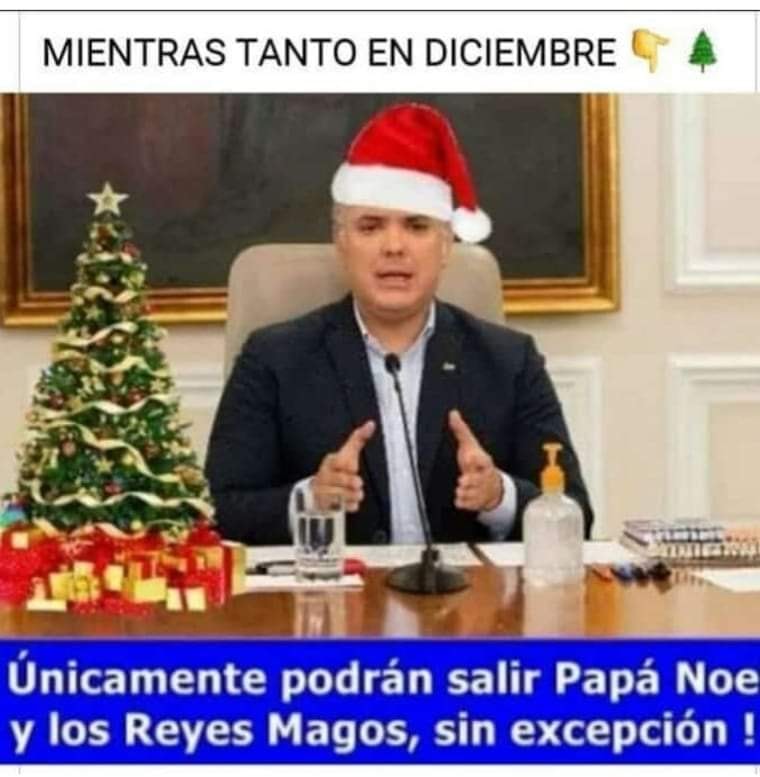 MIENTRAS TANTO EN DICIEMBRE 👇🌲
Únicamente podrán salir Papá Noe
y los Reyes Magos, sin excepción !